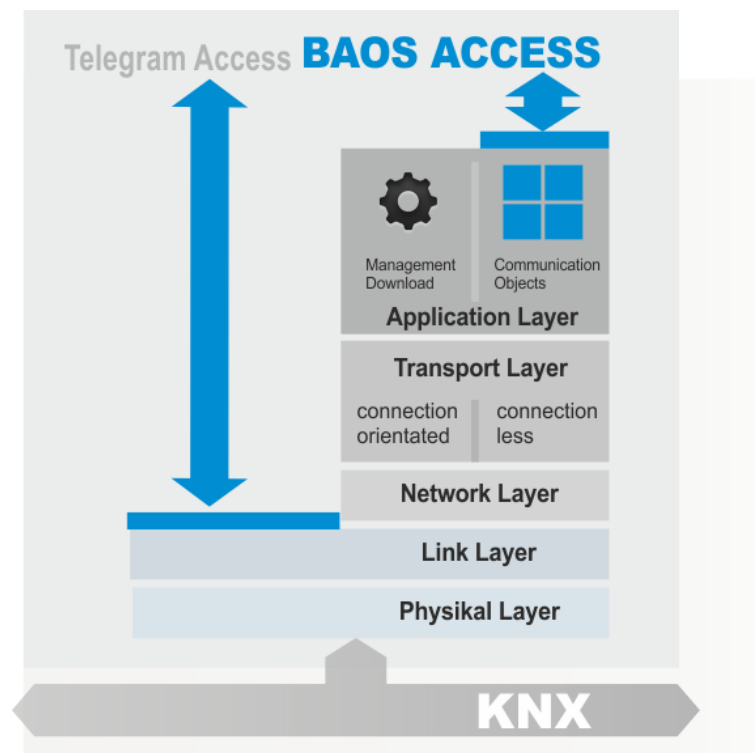 Telegram Access BAOS ACCESS
Management
Download
Communication
Objects
Application Layer
Transport Layer
connection
orientated
connection
less
Network Layer
Link Layer
Physikal Layer
KNX